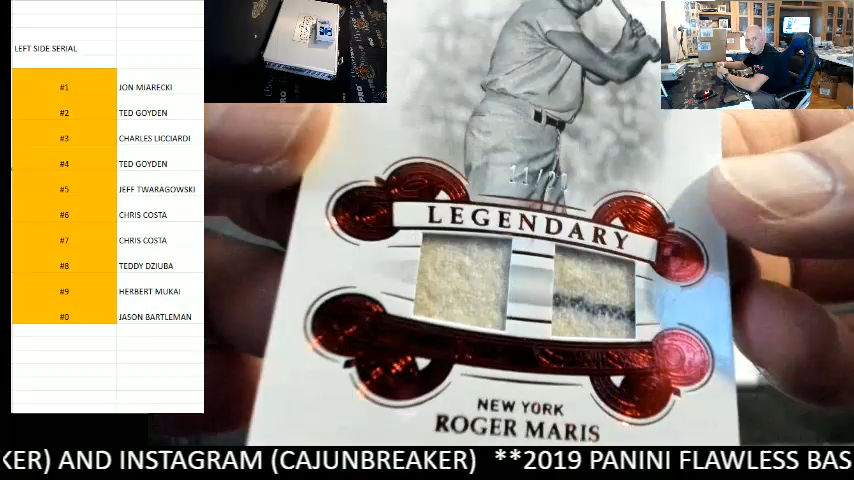 LEFT SIDE SERIAL
#1 JON MIARECKI
#2 TED GOYDEN
#3 CHARLES LICCIARDI
#4 TED GOYDEN
#5 JEFF TWARAGOWSKI
#6 CHRIS COSTA
#7 CHRIS COSTA
#8 TEDDY DZIUBA
#9 HERBERT MUKAI
#0 JASON BARTLEMAN
11/20
LEGENDARY
NEW YORK
ROGER MARIS
KER) AND INSTAGRAM (CAJUNBREAKER) **2019 PANINI FLAWLESS BAS